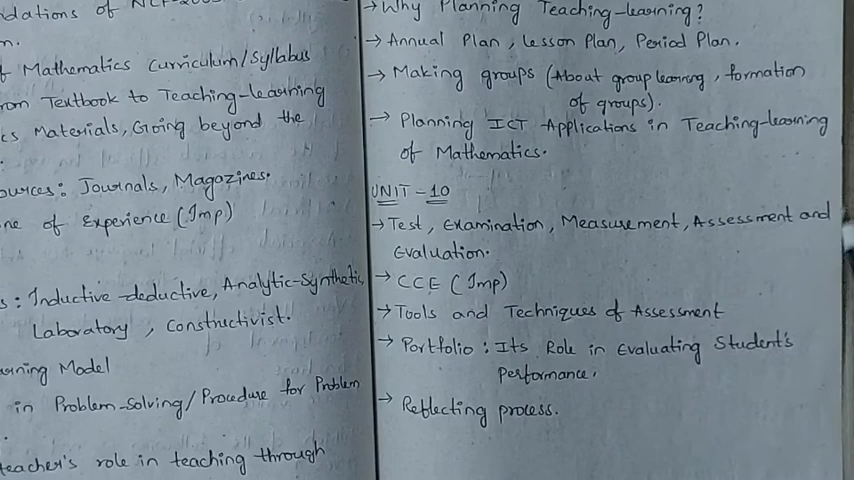 of
n.
Mathematics Curriculum/Syllabus
rom Textbook to Teaching-Learning
cs Materials, Going beyond the
.
ources: Journals, Magazines.
ne of Experience (Imp)
s: Inductive-deductive, Analytic-Synthetic
Laboratory, Constructivist.
rning Model
in Problem-Solving/Procedure for Problem
.
teacher's role in teaching through
→ Why Planning Teaching-learning?
→ Annual Plan, Lesson Plan, Period Plan.
→ Making groups (About group learning, formation
of groups).
→ Planning ICT Applications in Teaching-learning
of Mathematics.
UNIT-10
→ Test, Examination, Measurement, Assessment and
Evaluation.
→ CCE (Imp)
→ Tools and Techniques of Assessment
→ Portfolio: Its Role in Evaluating Student's
Performance.
→ Reflecting process.